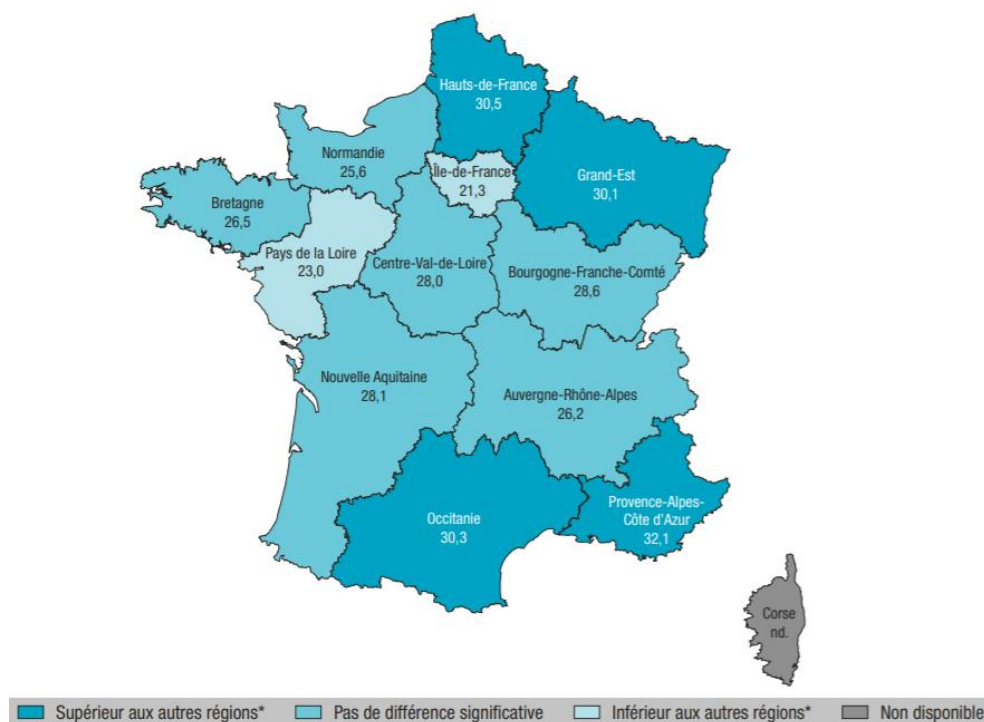 Hauts-de-France
30,5
Normandie
25,6
Île-de-France
21,3
Grand-Est
30,1
Bretagne
26,5
Pays de la Loire
23,0
Centre-Val-de-Loire
28,0
Bourgogne-Franche-Comté
28,6
Nouvelle Aquitaine
28,1
Auvergne-Rhône-Alpes
26,2
Occitanie
30,3
Provence-Alpes-
Côte d'Azur
32,1
Corse
nd.
Supérieur aux autres régions*
Pas de différence significative
Inférieur aux autres régions*
Non disponible